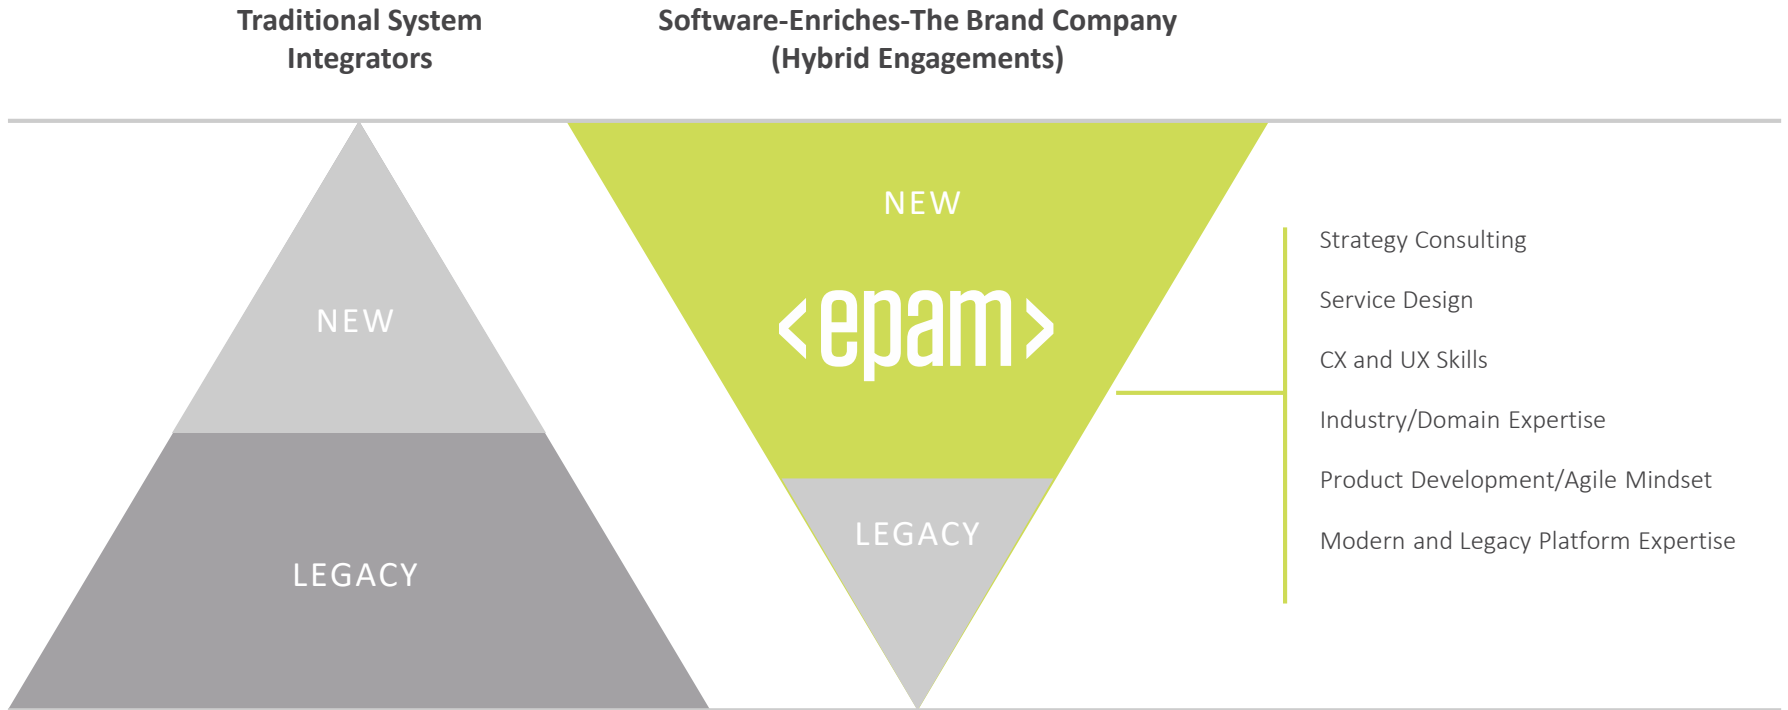 Traditional System
Integrators
Software-Enriches-The Brand Company
(Hybrid Engagements)
NEW
LEGACY
NEW
<epam>
LEGACY
Strategy Consulting
Service Design
CX and UX Skills
Industry/Domain Expertise
Product Development/Agile Mindset
Modern and Legacy Platform Expertise